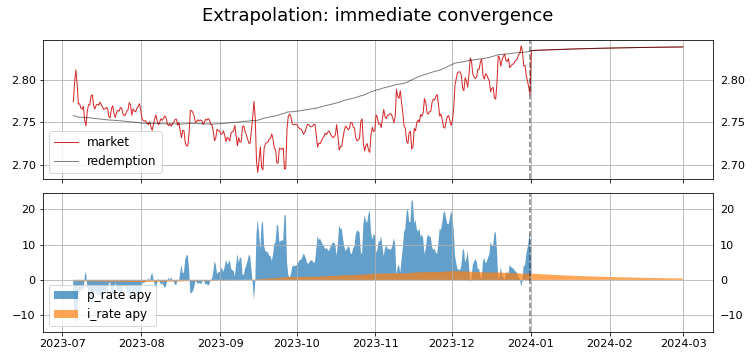 Extrapolation: immediate convergence
2.80 2.80
2.75 2.75
2.70 2.70
market
redemption
20 20
10 10
0 0
−10 −10
p_rate apy
i_rate apy
2023-07 2023-08 2023-09 2023-10 2023-11 2023-12 2024-01 2024-02 2024-03